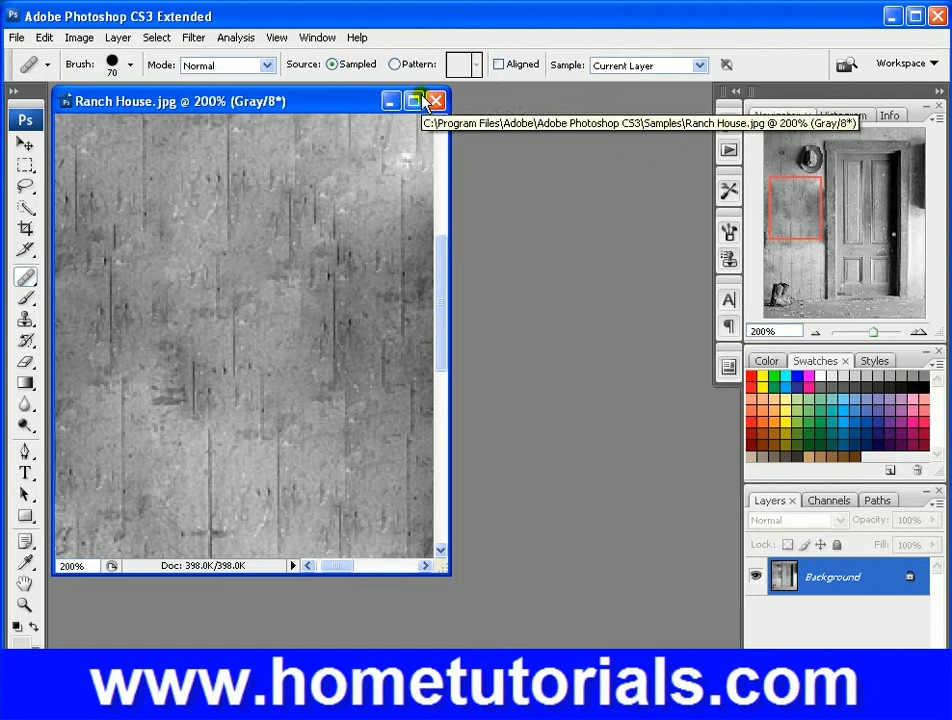 Adobe Photoshop CS3 Extended
File Edit Image Layer Select Filter Analysis View Window Help
Brush: 70 Mode: Normal Source: Sampled Pattern: Aligned Sample: Current Layer Workspace
Ranch House.jpg @ 200% (Gray/8*)
C:\Program Files\Adobe\Adobe Photoshop CS3\Samples\Ranch House.jpg @ 200% (Gray/8*)
Histogram Info
Ps
A
T
200%
Color Swatches x Styles
Layers x Channels Paths
Normal Opacity: 100%
Lock: Fill: 100%
200% Doc: 398.0K/398.0K
Background
www.hometutorials.com